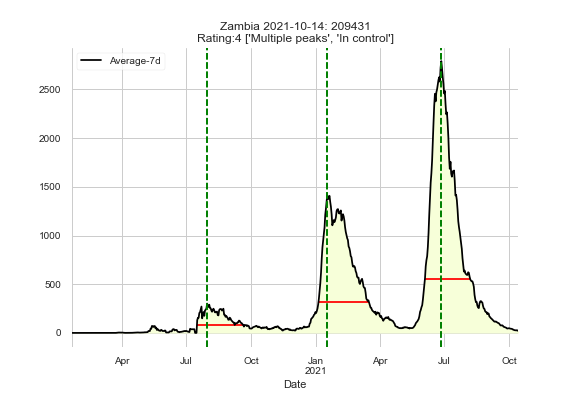 Zambia 2021-10-14: 209431
Rating:4 ['Multiple peaks', 'In control']
Average-7d
2500
2000
1500
1000
500
0
Apr Jul Oct Jan Apr Jul Oct
2021
Date